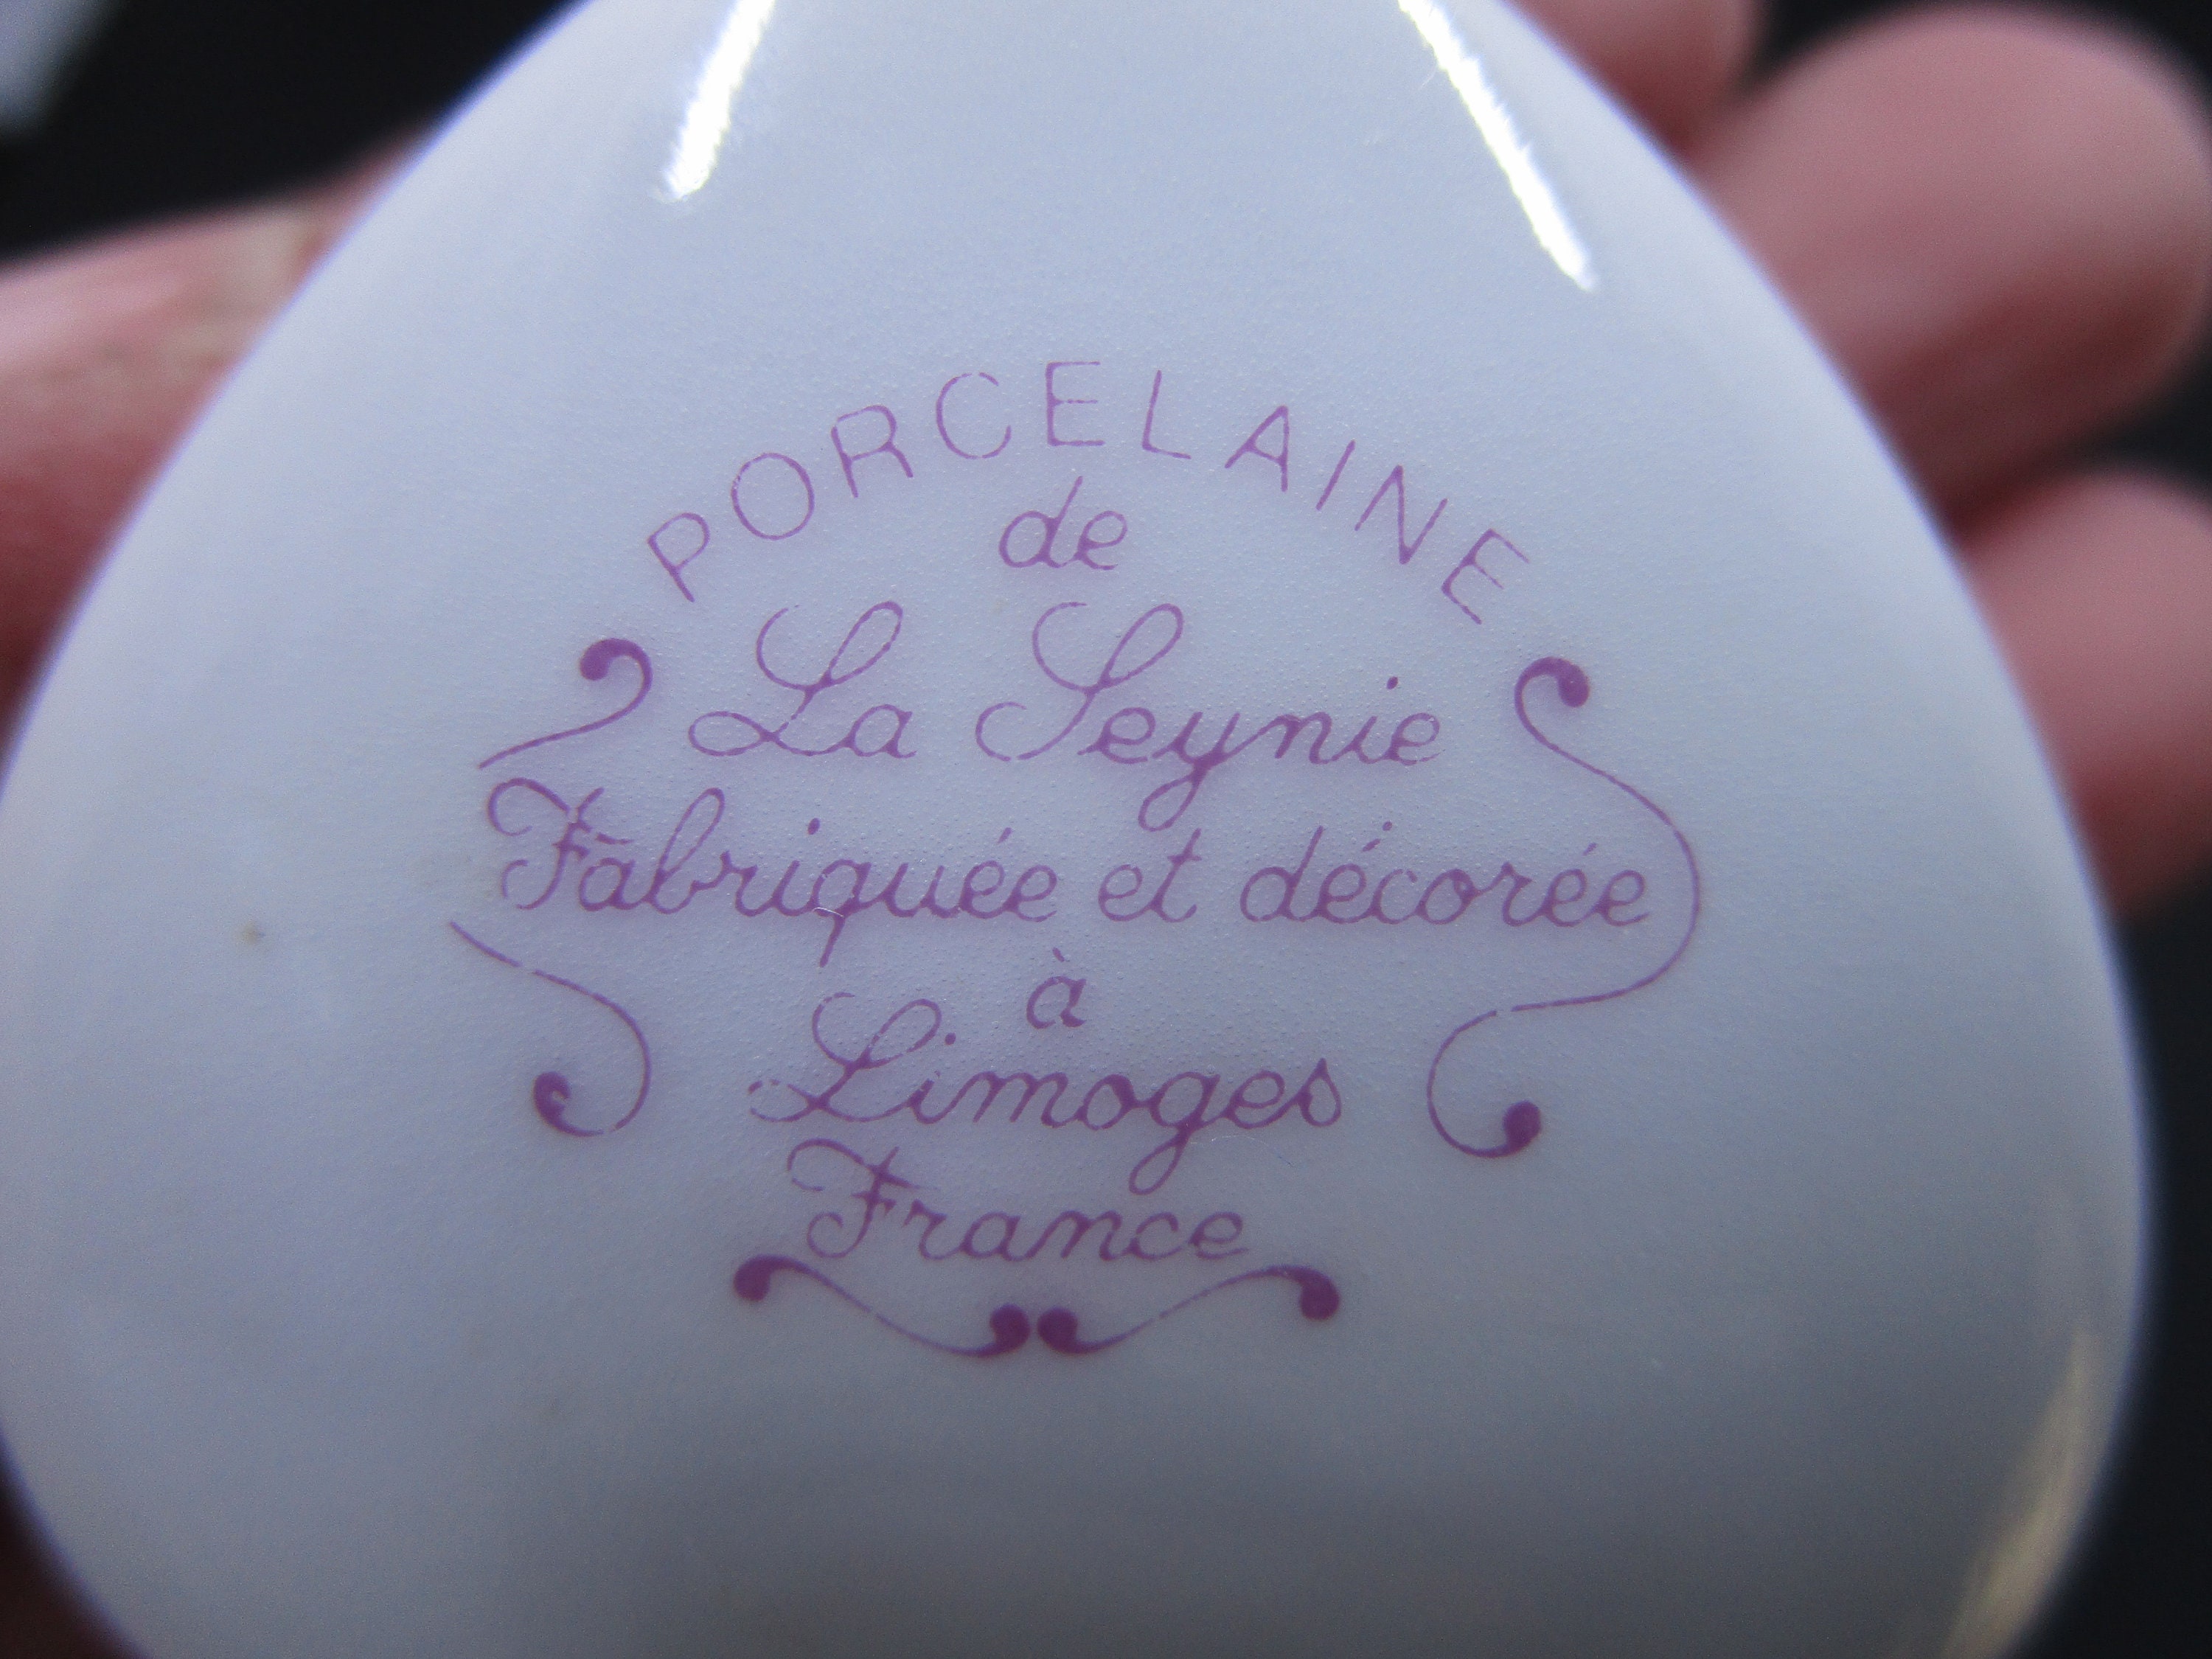 PORCELAINE
de
La Seynie
Fabriquée et décorée
à
Limoges
France